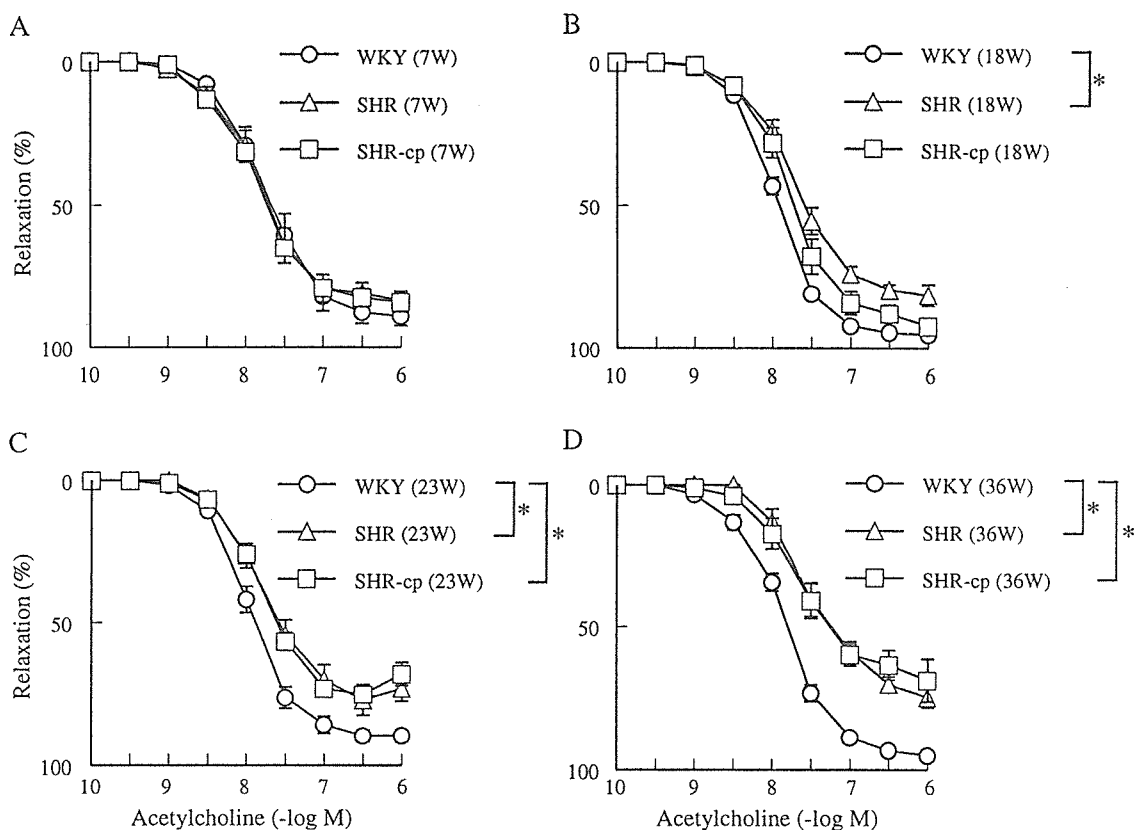 A
WKY (7W)
SHR (7W)
SHR-cp (7W)
0
50
100
Relaxation (%)
10 9 8 7 6
B
WKY (18W)
SHR (18W)
SHR-cp (18W)
*
0
50
100
10 9 8 7 6
C
WKY (23W)
SHR (23W)
SHR-cp (23W)
* *
0
50
100
Relaxation (%)
10 9 8 7 6
Acetylcholine (-log M)
D
WKY (36W)
SHR (36W)
SHR-cp (36W)
* *
0
50
100
10 9 8 7 6
Acetylcholine (-log M)